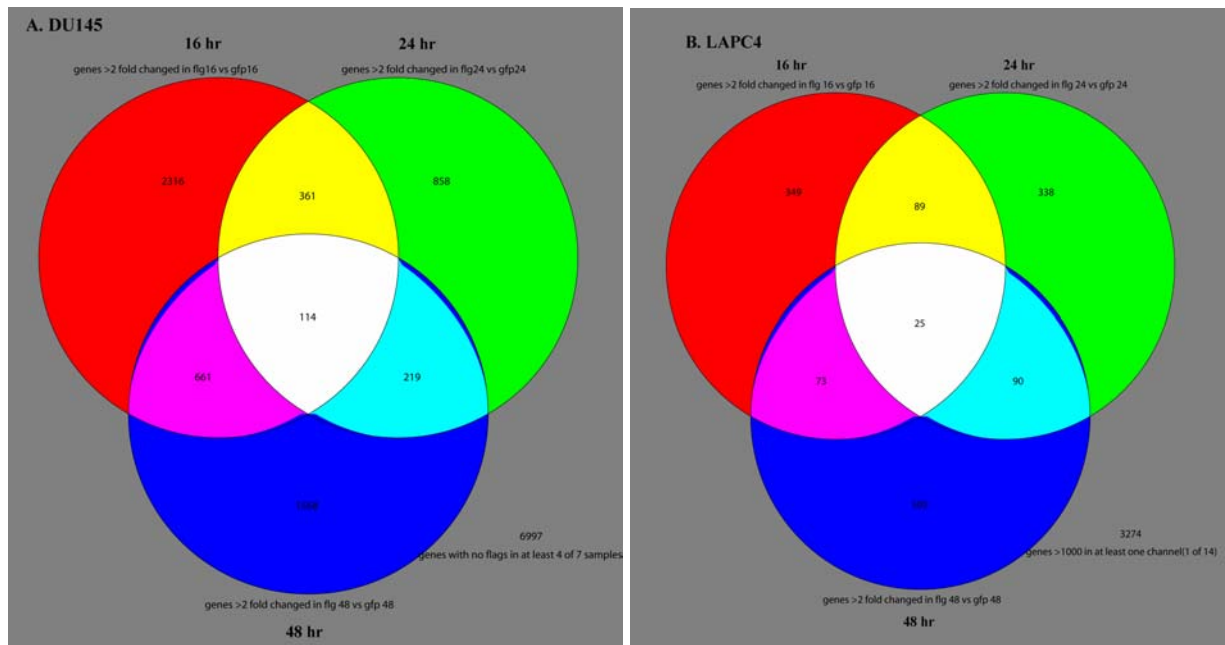 A. DU145
16 hr
24 hr
genes >2 fold changed in flg16 vs gfp16
genes >2 fold changed in flg24 vs gfp24
2316
361
858
114
661
219
6997
genes with no flags in at least 4 of 7 samples
genes >2 fold changed in flg 48 vs gfp 48
48 hr
B. LAPC4
16 hr
24 hr
genes >2 fold changed in flg 16 vs gfp 16
genes >2 fold changed in flg 24 vs gfp 24
349
89
338
25
73
90
3274
genes >1000 in at least one channel(1 of 14)
genes >2 fold changed in flg 48 vs gfp 48
48 hr